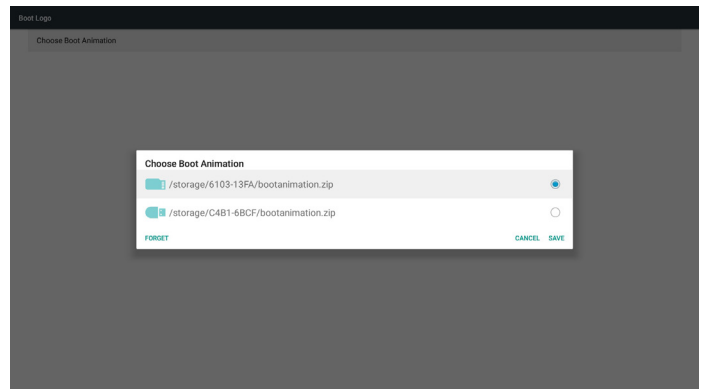 Boot Logo
Choose Boot Animation
Choose Boot Animation
/storage/6103-13FA/bootanimation.zip
/storage/C4B1-6BCF/bootanimation.zip
FORGET CANCEL SAVE